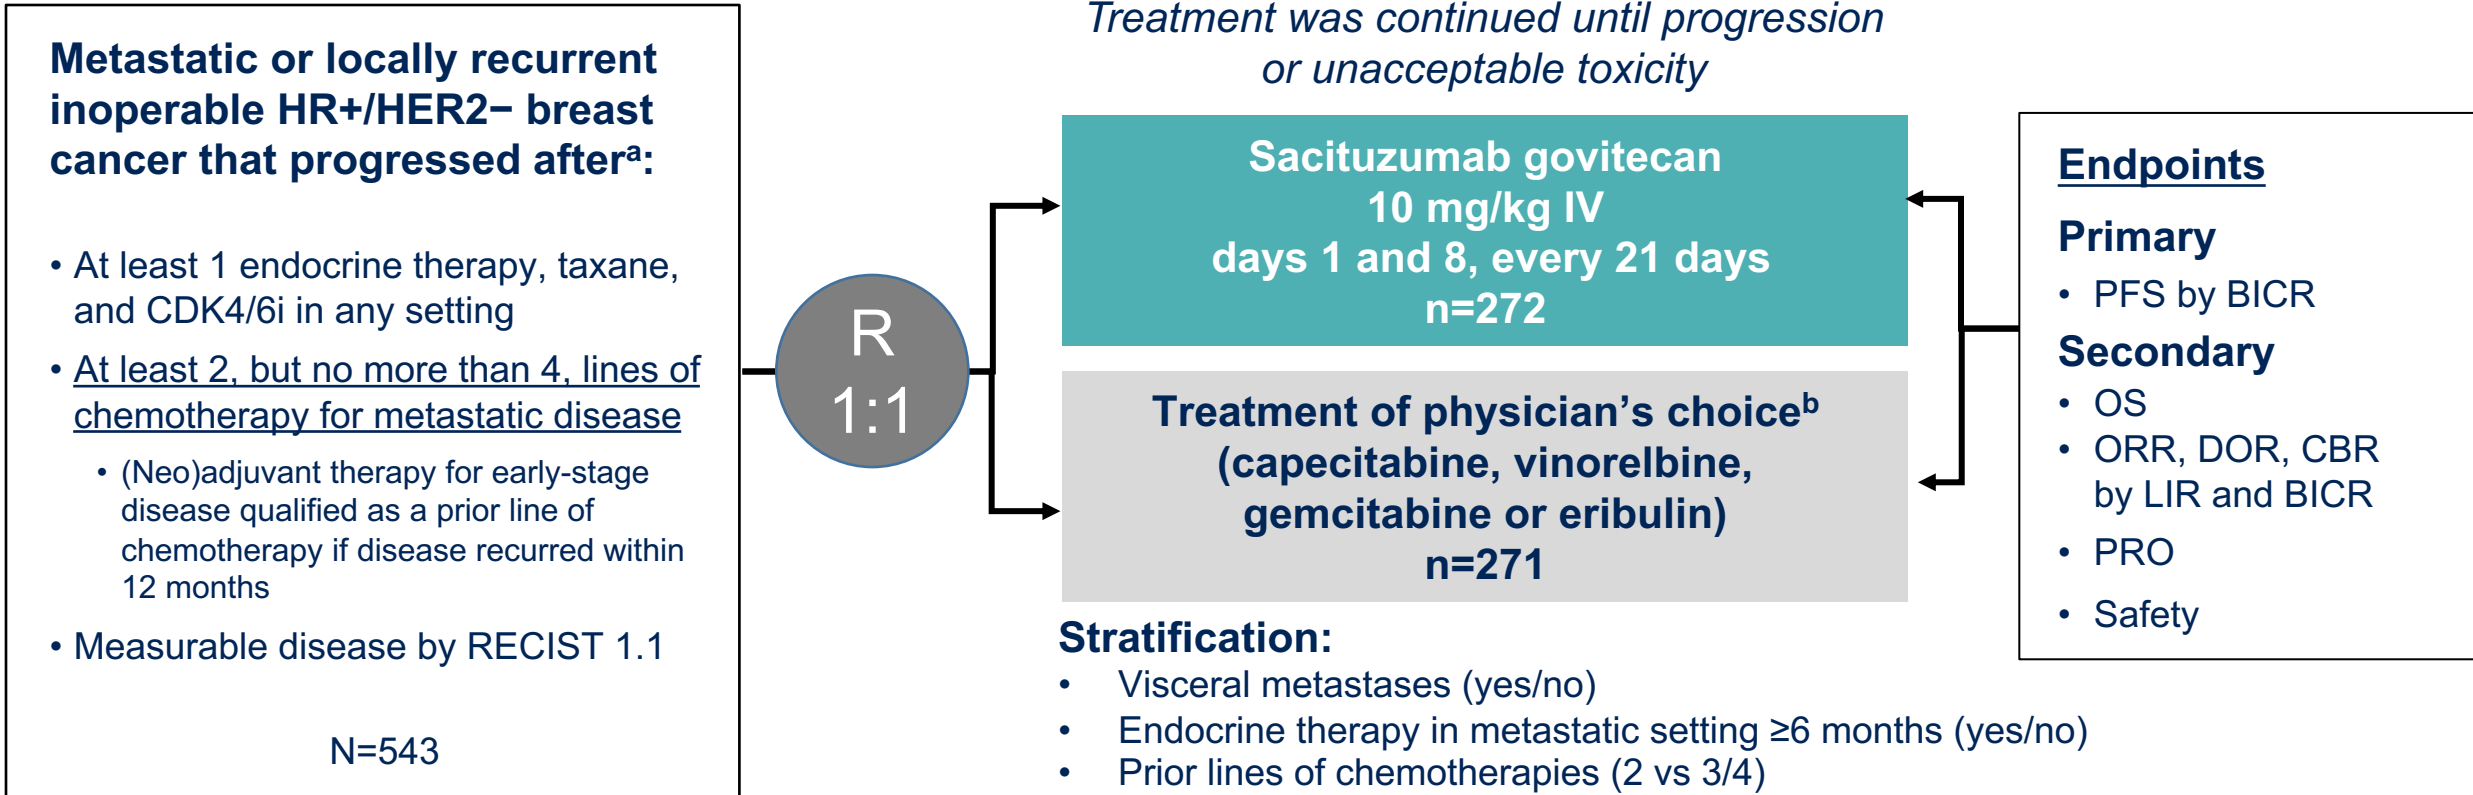 Metastatic or locally recurrent
inoperable HR+/HER2− breast
cancer that progressed afterᵃ:
• At least 1 endocrine therapy, taxane,
and CDK4/6i in any setting
• At least 2, but no more than 4, lines of
chemotherapy for metastatic disease
• (Neo)adjuvant therapy for early-stage
disease qualified as a prior line of
chemotherapy if disease recurred within
12 months
• Measurable disease by RECIST 1.1
N=543
R
1:1
Treatment was continued until progression
or unacceptable toxicity
Sacituzumab govitecan
10 mg/kg IV
days 1 and 8, every 21 days
n=272
Treatment of physician’s choiceᵇ
(capecitabine, vinorelbine,
gemcitabine or eribulin)
n=271
Stratification:
• Visceral metastases (yes/no)
• Endocrine therapy in metastatic setting ≥6 months (yes/no)
• Prior lines of chemotherapies (2 vs 3/4)
Endpoints
Primary
• PFS by BICR
Secondary
• OS
• ORR, DOR, CBR
by LIR and BICR
• PRO
• Safety